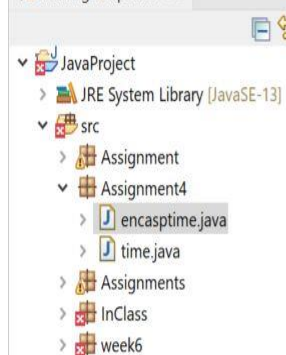 JavaProject
JRE System Library [JavaSE-13]
src
Assignment
Assignment4
encasptime.java
time.java
Assignments
InClass
week6